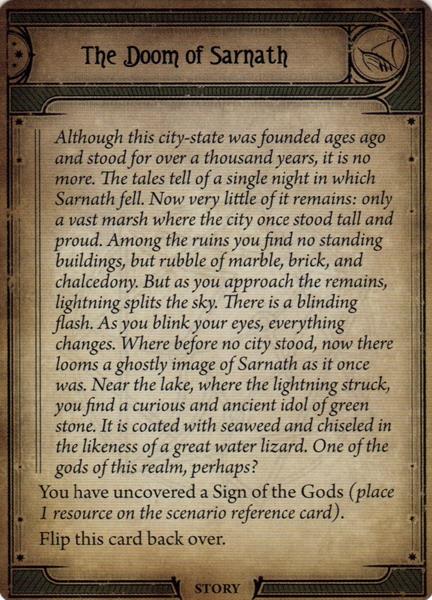 The Doom of Sarnath
Although this city-state was founded ages ago
and stood for over a thousand years, it is no
more. The tales tell of a single night in which
Sarnath fell. Now very little of it remains: only
a vast marsh where the city once stood tall and
proud. Among the ruins you find no standing
buildings, but rubble of marble, brick, and
chalcedony. But as you approach the remains,
lightning splits the sky. There is a blinding
flash. As you blink your eyes, everything
changes. Where before no city stood, now there
looms a ghostly image of Sarnath as it once
was. Near the lake, where the lightning struck,
you find a curious and ancient idol of green
stone. It is coated with seaweed and chiseled in
the likeness of a great water lizard. One of the
gods of this realm, perhaps?
You have uncovered a Sign of the Gods (place
1 resource on the scenario reference card).
Flip this card back over.
STORY